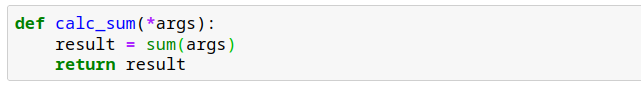 def calc_sum(*args):
    result = sum(args)
    return result